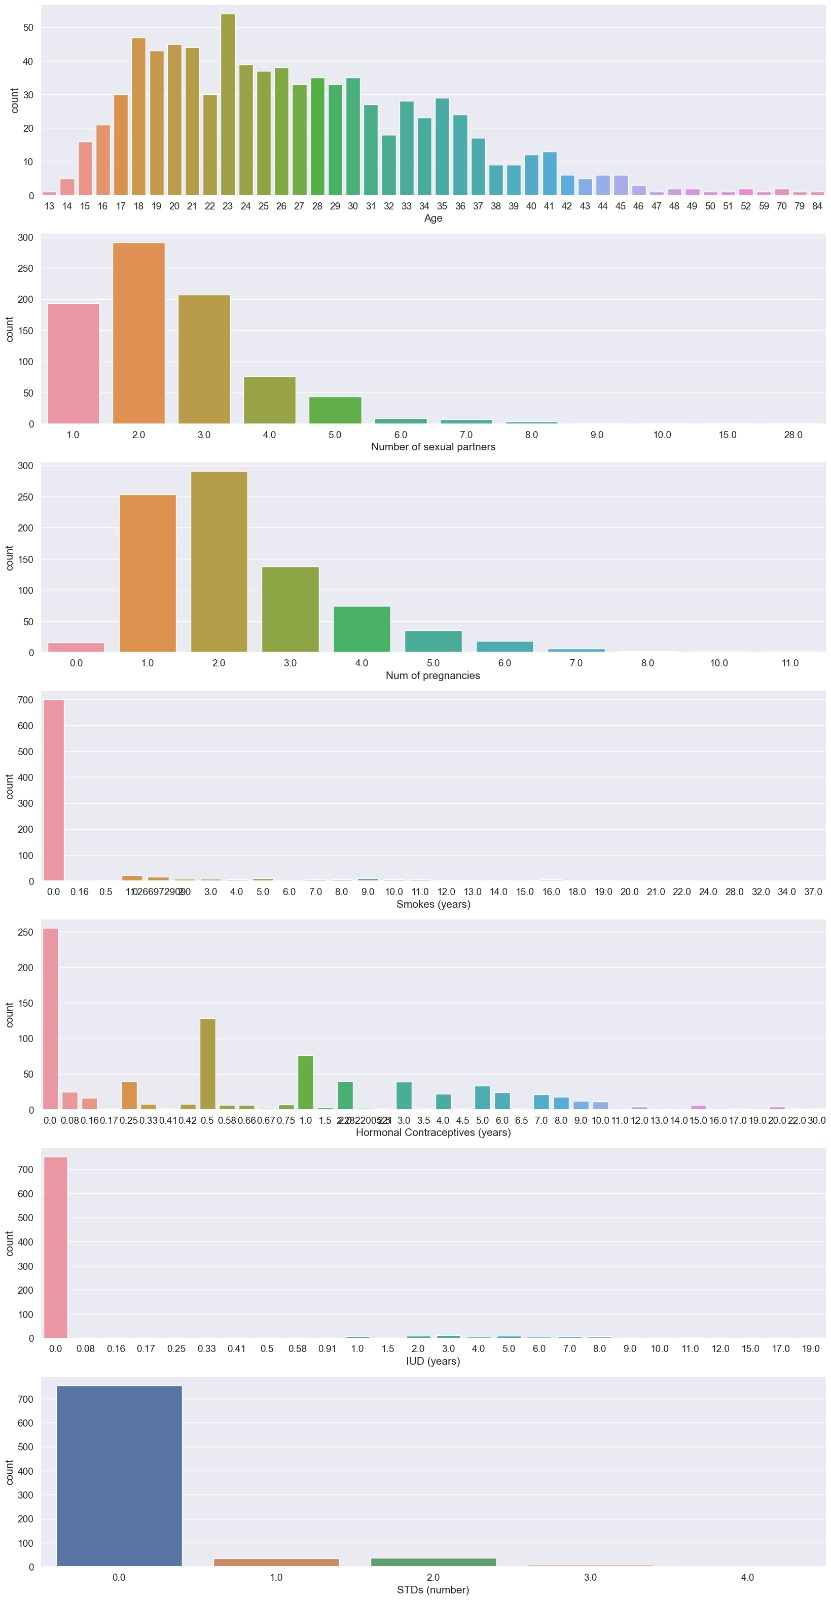 50
40
30
20
10
0
count
13 14 15 16 17 18 19 20 21 22 23 24 25 26 27 28 29 30 31 32 33 34 35 36 37 38 39 40 41 42 43 44 45 46 47 48 49 50 51 52 59 70 79 84
Age
300
250
200
150
100
50
0
count
1.0 2.0 3.0 4.0 5.0 6.0 7.0 8.0 9.0 10.0 15.0 28.0
Number of sexual partners
300
250
200
150
100
50
0
count
0.0 1.0 2.0 3.0 4.0 5.0 6.0 7.0 8.0 10.0 11.0
Num of pregnancies
700
600
500
400
300
200
100
0
count
0.0 0.16 0.5 3.0 4.0 5.0 6.0 7.0 8.0 9.0 10.0 11.0 12.0 13.0 14.0 15.0 16.0 18.0 19.0 20.0 21.0 22.0 24.0 28.0 32.0 34.0 37.0
Smokes (years)
250
200
150
100
50
0
count
0.0 0.08 0.16 0.17 0.25 0.33 0.41 0.42 0.5 0.58 0.66 0.67 0.75 1.0 1.5 3.0 3.5 4.0 4.5 5.0 6.0 6.5 7.0 8.0 9.0 10.0 11.0 12.0 13.0 14.0 15.0 16.0 17.0 19.0 20.0 22.0 30.0
Hormonal Contraceptives (years)
700
600
500
400
300
200
100
0
count
0.0 0.08 0.16 0.17 0.25 0.33 0.41 0.5 0.58 0.91 1.0 1.5 2.0 3.0 4.0 5.0 6.0 7.0 8.0 9.0 10.0 11.0 12.0 15.0 17.0 19.0
IUD (years)
700
600
500
400
300
200
100
0
count
0.0 1.0 2.0 3.0 4.0
STDs (number)